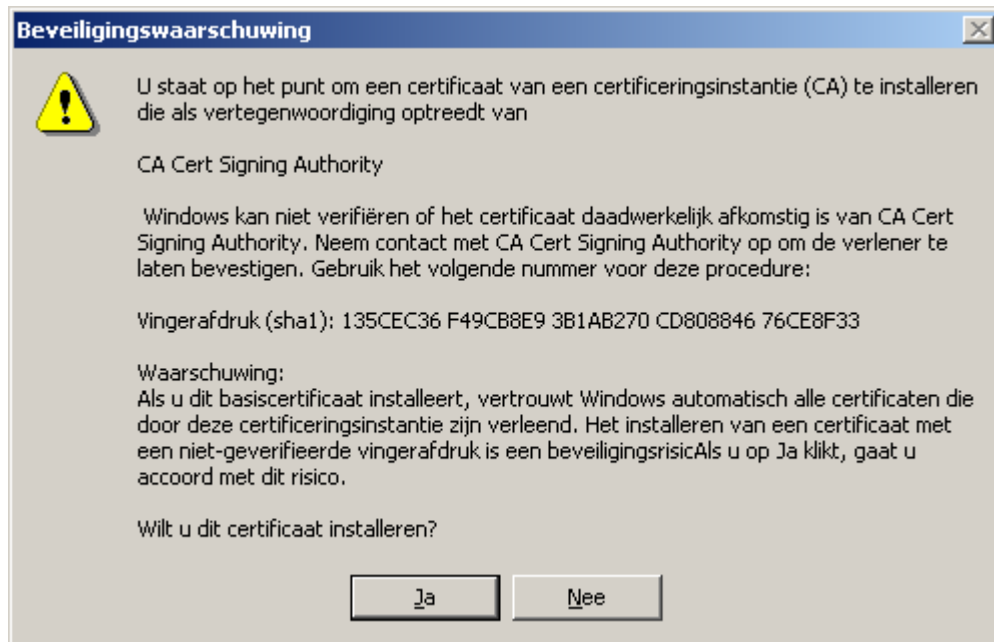 Beveiligingswaarschuwing
U staat op het punt om een certificaat van een certificeringsinstantie (CA) te installeren
die als vertegenwoordiging optreedt van
CA Cert Signing Authority
Windows kan niet verifiëren of het certificaat daadwerkelijk afkomstig is van CA Cert
Signing Authority. Neem contact met CA Cert Signing Authority op om de verlener te
laten bevestigen. Gebruik het volgende nummer voor deze procedure:
Vingerafdruk (sha1): 135CEC36 F49CB8E9 3B1AB270 CD808846 76CE8F33
Waarschuwing:
Als u dit basiscertificaat installeert, vertrouwt Windows automatisch alle certificaten die
door deze certificeringsinstantie zijn verleend. Het installeren van een certificaat met
een niet-geverifieerde vingerafdruk is een beveiligingsrisicAls u op Ja klikt, gaat u
accoord met dit risico.
Wilt u dit certificaat installeren?
Ja
Nee